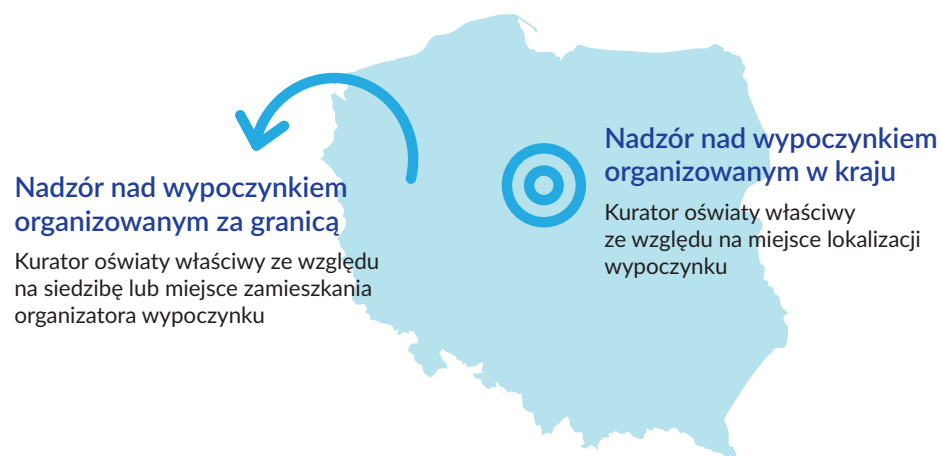 Nadzór nad wypoczynkiem
organizowanym za granicą
Kurator oświaty właściwy ze względu
na siedzibę lub miejsce zamieszkania
organizatora wypoczynku
Nadzór nad wypoczynkiem
organizowanym w kraju
Kurator oświaty właściwy
ze względu na miejsce lokalizacji
wypoczynku